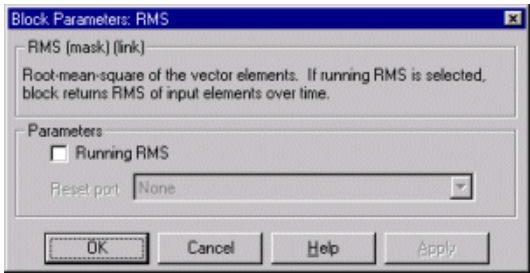 Block Parameters: RMS
RMS (mask) (link)
Root-mean-square of the vector elements. If running RMS is selected,
block returns RMS of input elements over time.
Parameters
Running RMS
Reset port None
OK Cancel Help Apply